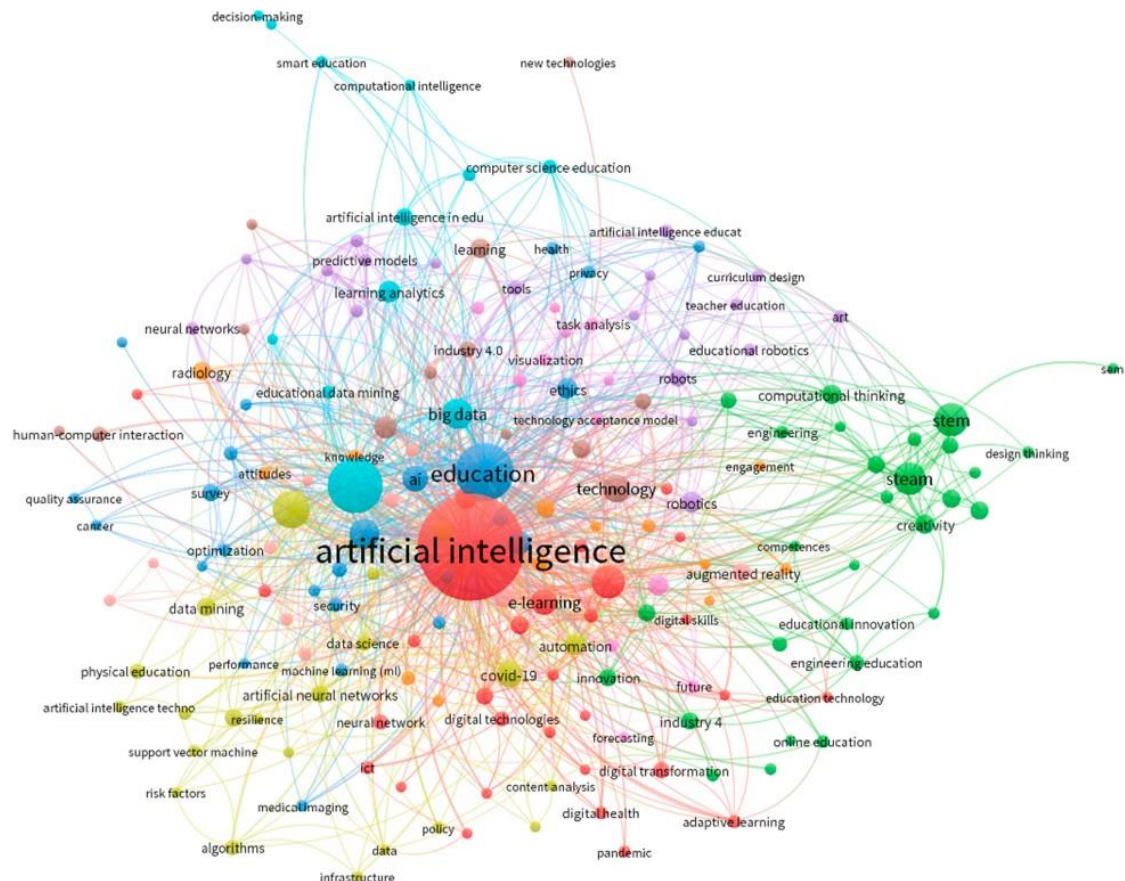 decision-making
smart education
new technologies
computational intelligence
computer science education
artificial intelligence in edu
artificial intelligence educat
learning
health
predictive models
privacy
curriculum design
tools
learning analytics
teacher education
art
task analysis
neural networks
industry 4.0
educational robotics
visualization
sem
radiology
robots
educational data mining
ethics
computational thinking
big data
technology acceptance model
stem
human-computer interaction
engineering
design thinking
knowledge
engagement
attitudes
ai
education
steam
survey
technology
quality assurance
robotics
cancer
creativity
optimization
artificial intelligence
competences
augmented reality
security
e-learning
data mining
digital skills
educational innovation
data science
automation
performance
engineering education
physical education
machine learning (ml)
covid-19
innovation
future
artificial neural networks
education technology
artificial intelligence techno
resilience
neural network
digital technologies
industry 4
forecasting
online education
support vector machine
ict
digital transformation
content analysis
risk factors
medical imaging
digital health
adaptive learning
policy
algorithms
data
pandemic
infrastructure